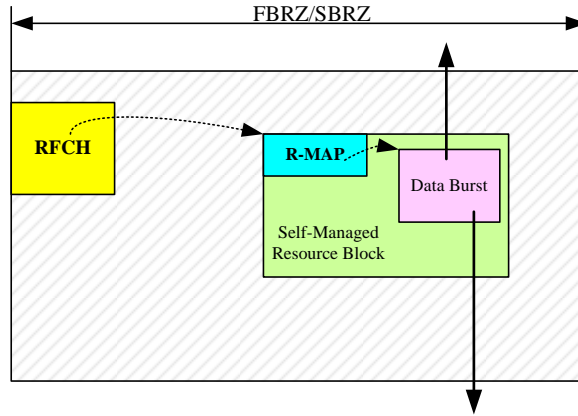 FBRZ/SBRZ
RFCH
R-MAP
Data Burst
Self-Managed
Resource Block